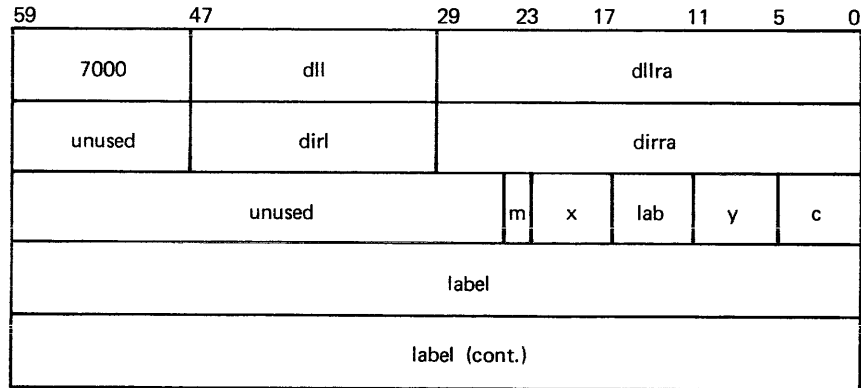 59 47 29 23 17 11 5 0
7000 dll dllra
unused dirl dirra
unused m x lab y c
label
label (cont.)